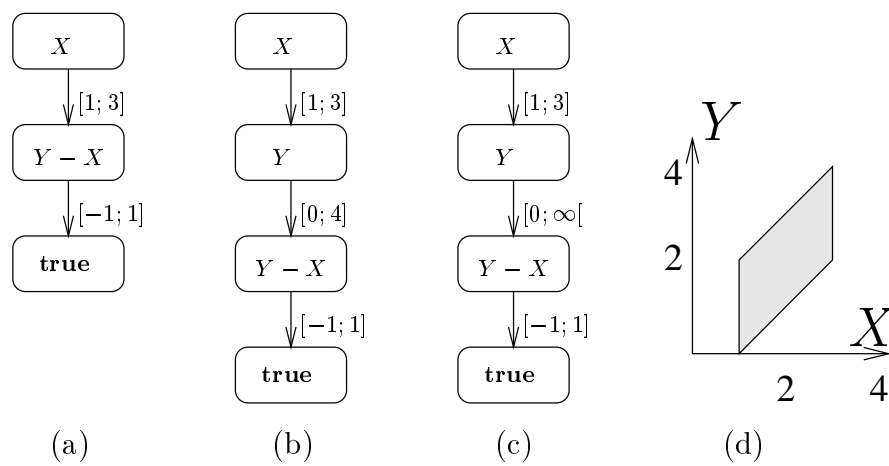 X
[1; 3]
Y − X
[−1; 1]
true
(a)
X
[1; 3]
Y
[0; 4]
Y − X
[−1; 1]
true
(b)
X
[1; 3]
Y
[0; ∞[
Y − X
[−1; 1]
true
(c)
Y
4
2
X
2
4
(d)